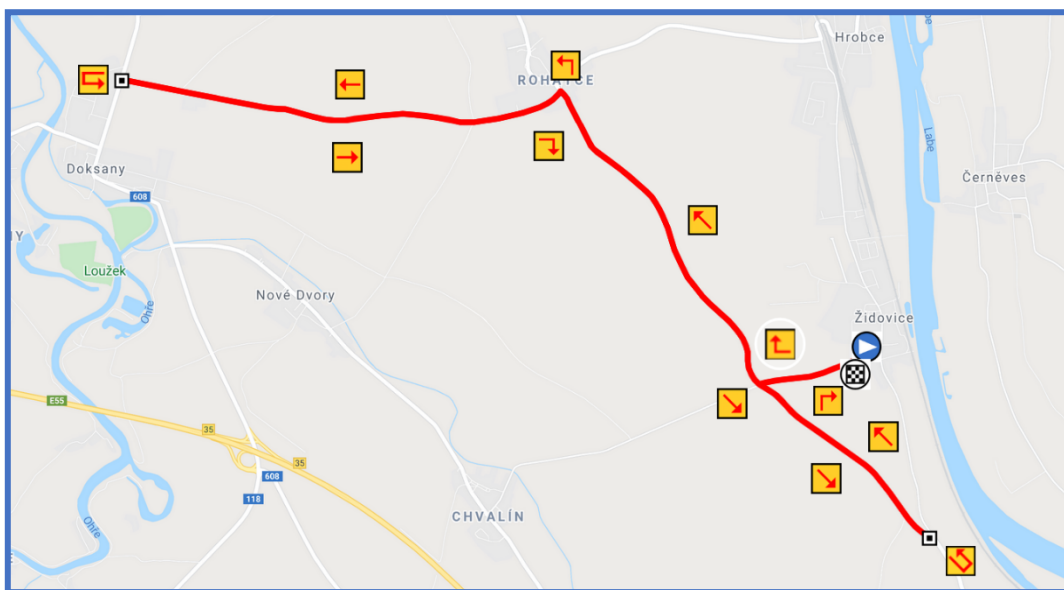 Hrobce
ROHATCE
Labe
Doksany
608
Černěves
Y
Loužek
Ohře
Nové Dvory
Židovice
E55
35
35
608
118
Ohře
CHVALÍN